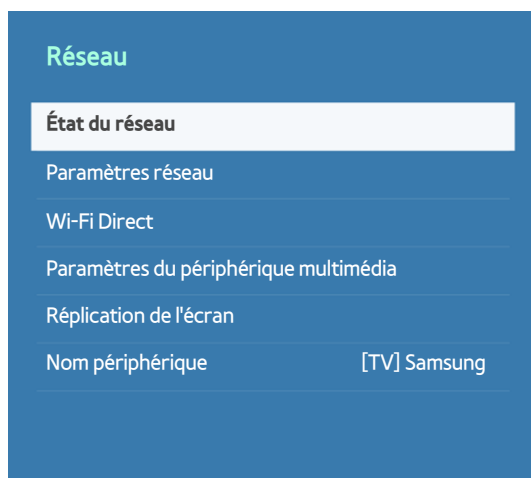 Réseau
État du réseau
Paramètres réseau
Wi-Fi Direct
Paramètres du périphérique multimédia
Réplication de l'écran
Nom périphérique [TV] Samsung